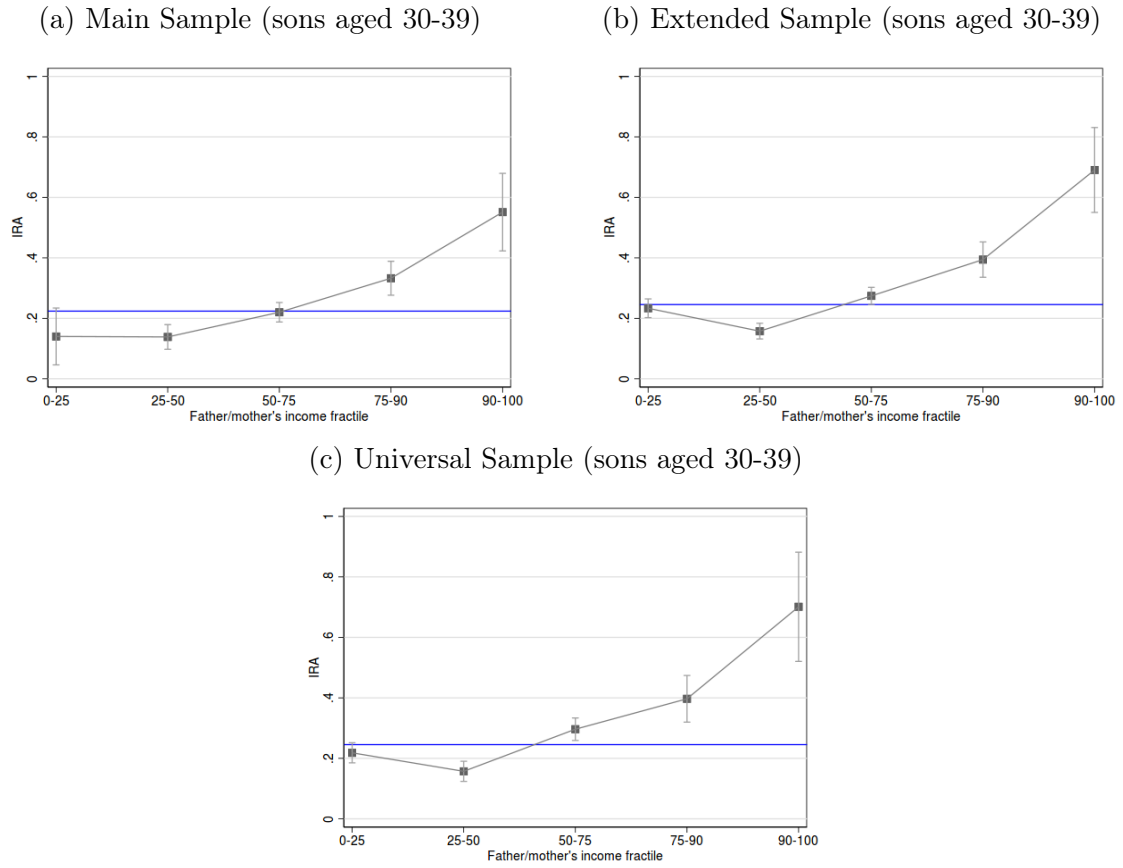 (a) Main Sample (sons aged 30-39)
1
.8
.6
.4
.2
0
IRA
0-25 25-50 50-75 75-90 90-100
Father/mother's income fractile
(b) Extended Sample (sons aged 30-39)
1
.8
.6
.4
.2
0
IRA
0-25 25-50 50-75 75-90 90-100
Father/mother's income fractile
(c) Universal Sample (sons aged 30-39)
1
.8
.6
.4
.2
0
IRA
0-25 25-50 50-75 75-90 90-100
Father/mother's income fractile